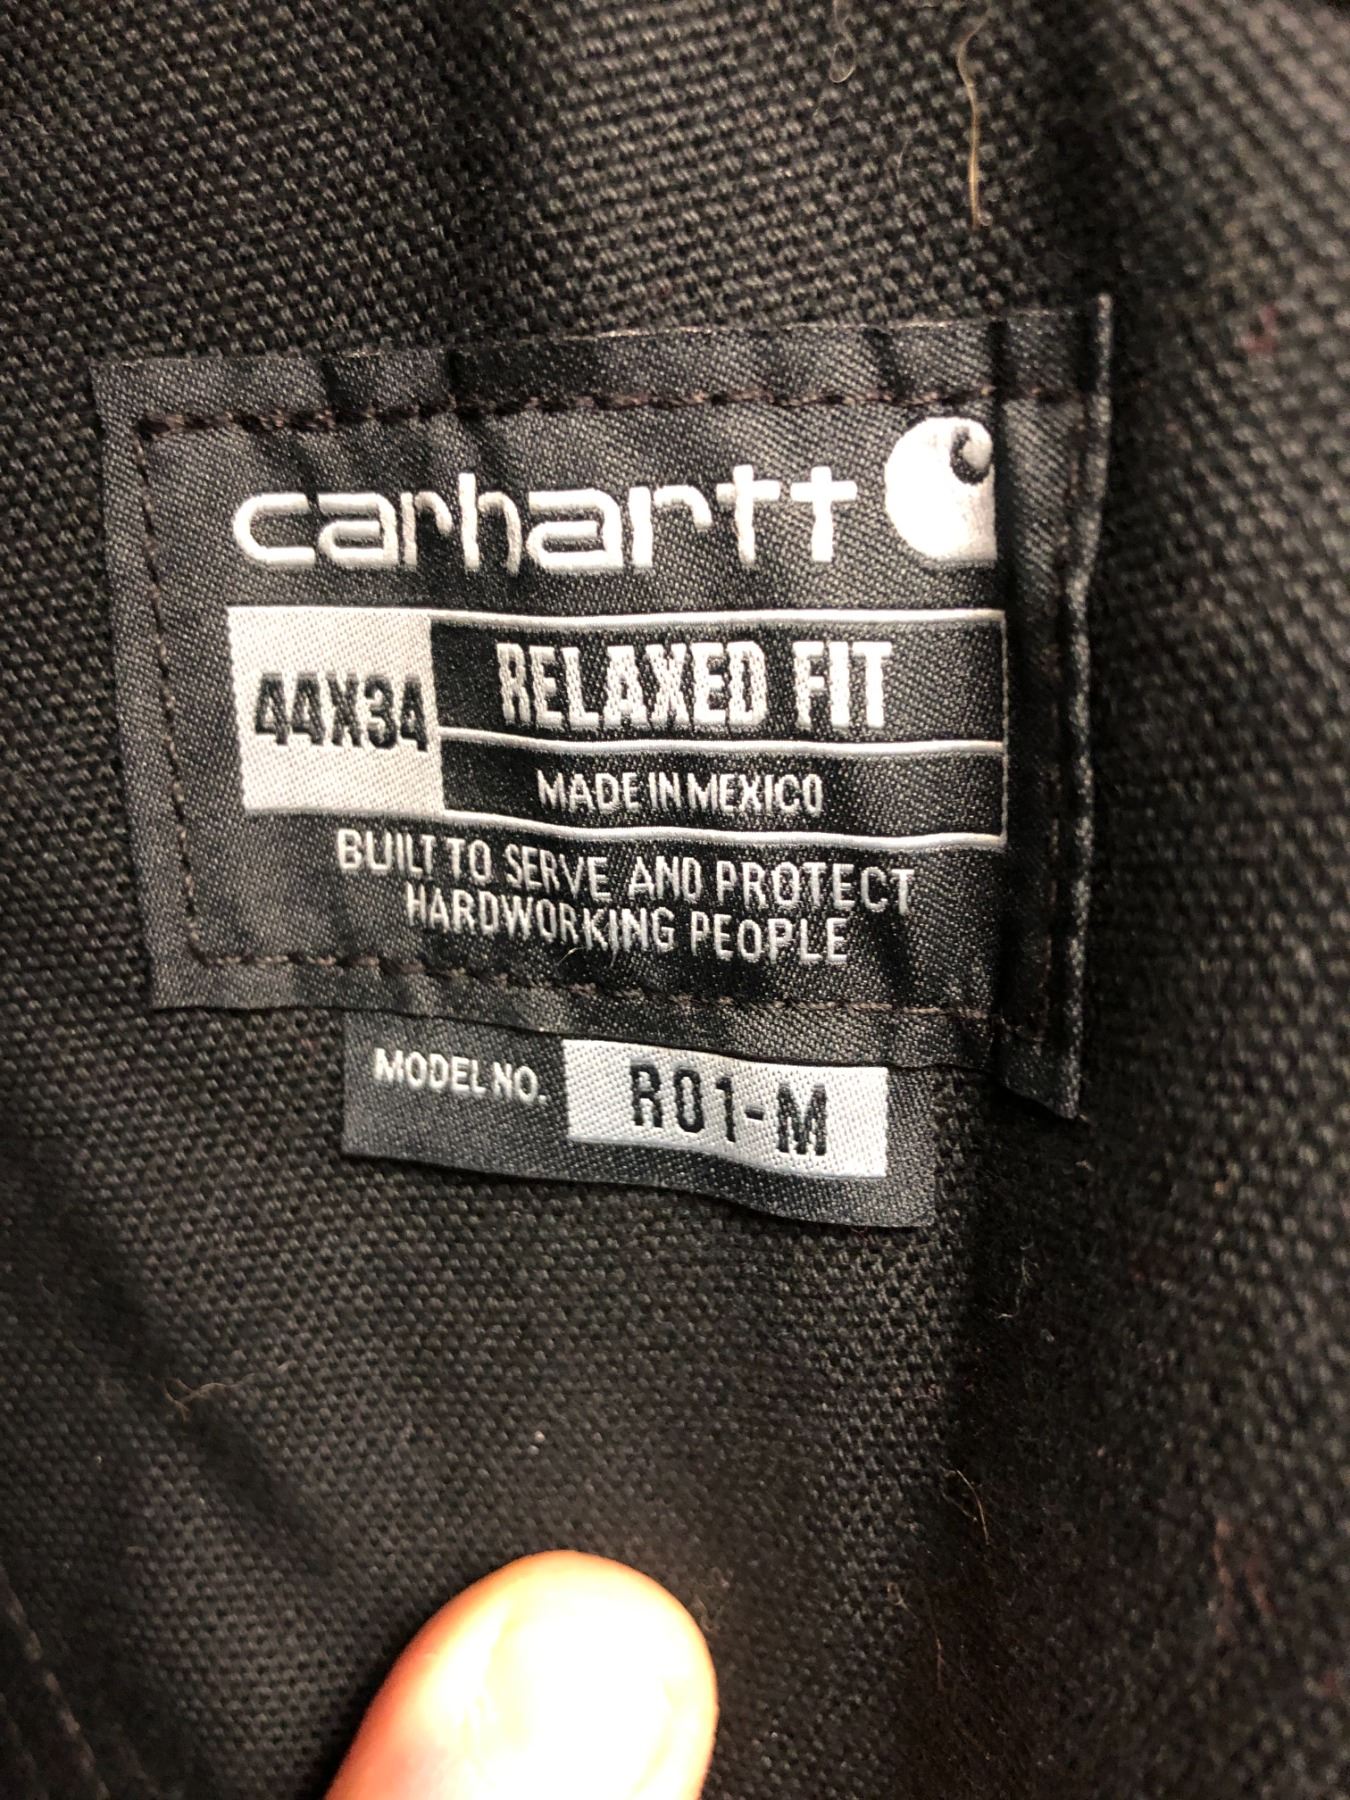 carhartt
44X34
RELAXED FIT
MADE IN MEXICO
BUILT TO SERVE AND PROTECT
HARDWORKING PEOPLE
MODEL NO. R01-M